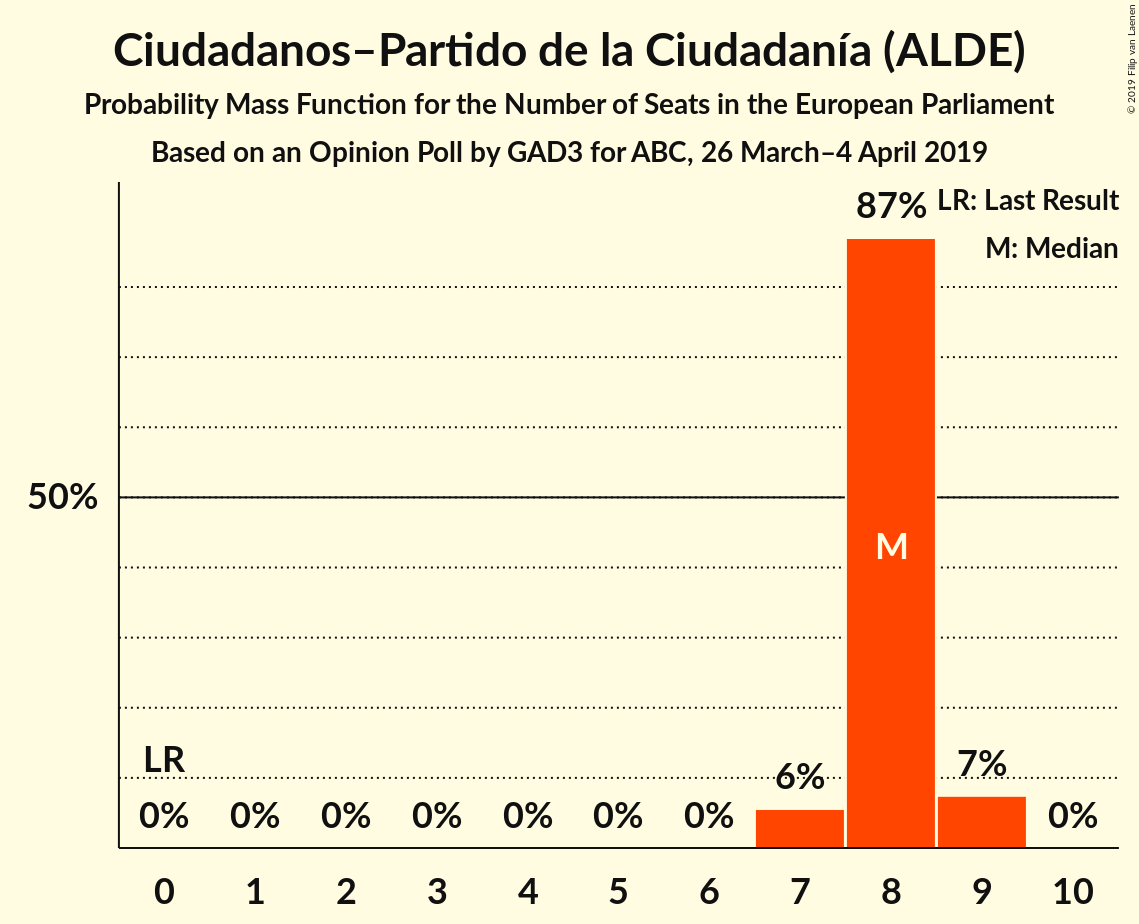 Ciudadanos–Partido de la Ciudadanía (ALDE)
Probability Mass Function for the Number of Seats in the European Parliament
Based on an Opinion Poll by GAD3 for ABC, 26 March–4 April 2019
© 2019 Filip van Laenen
87%
LR: Last Result
M: Median
50%
M
LR
0% 0% 0% 0% 0% 0% 0% 6% 7% 0%
0 1 2 3 4 5 6 7 8 9 10